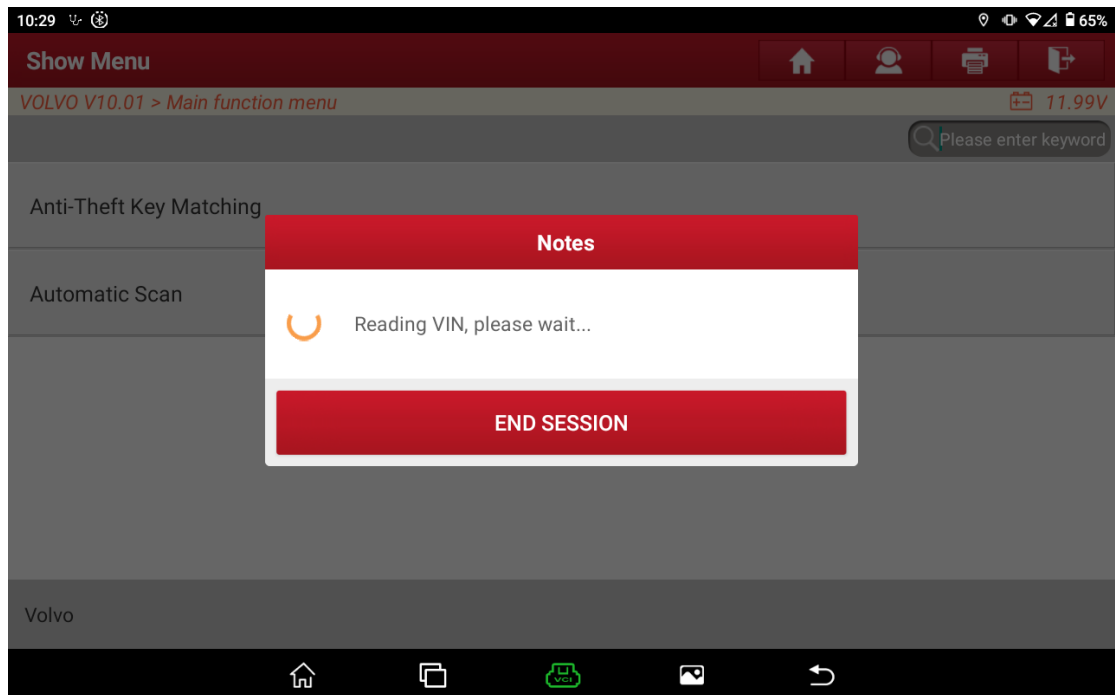 10:29
65%
Show Menu
VOLVO V10.01 > Main function menu
11.99V
Please enter keyword
Anti-Theft Key Matching
Notes
Automatic Scan
Reading VIN, please wait...
END SESSION
Volvo
VCI